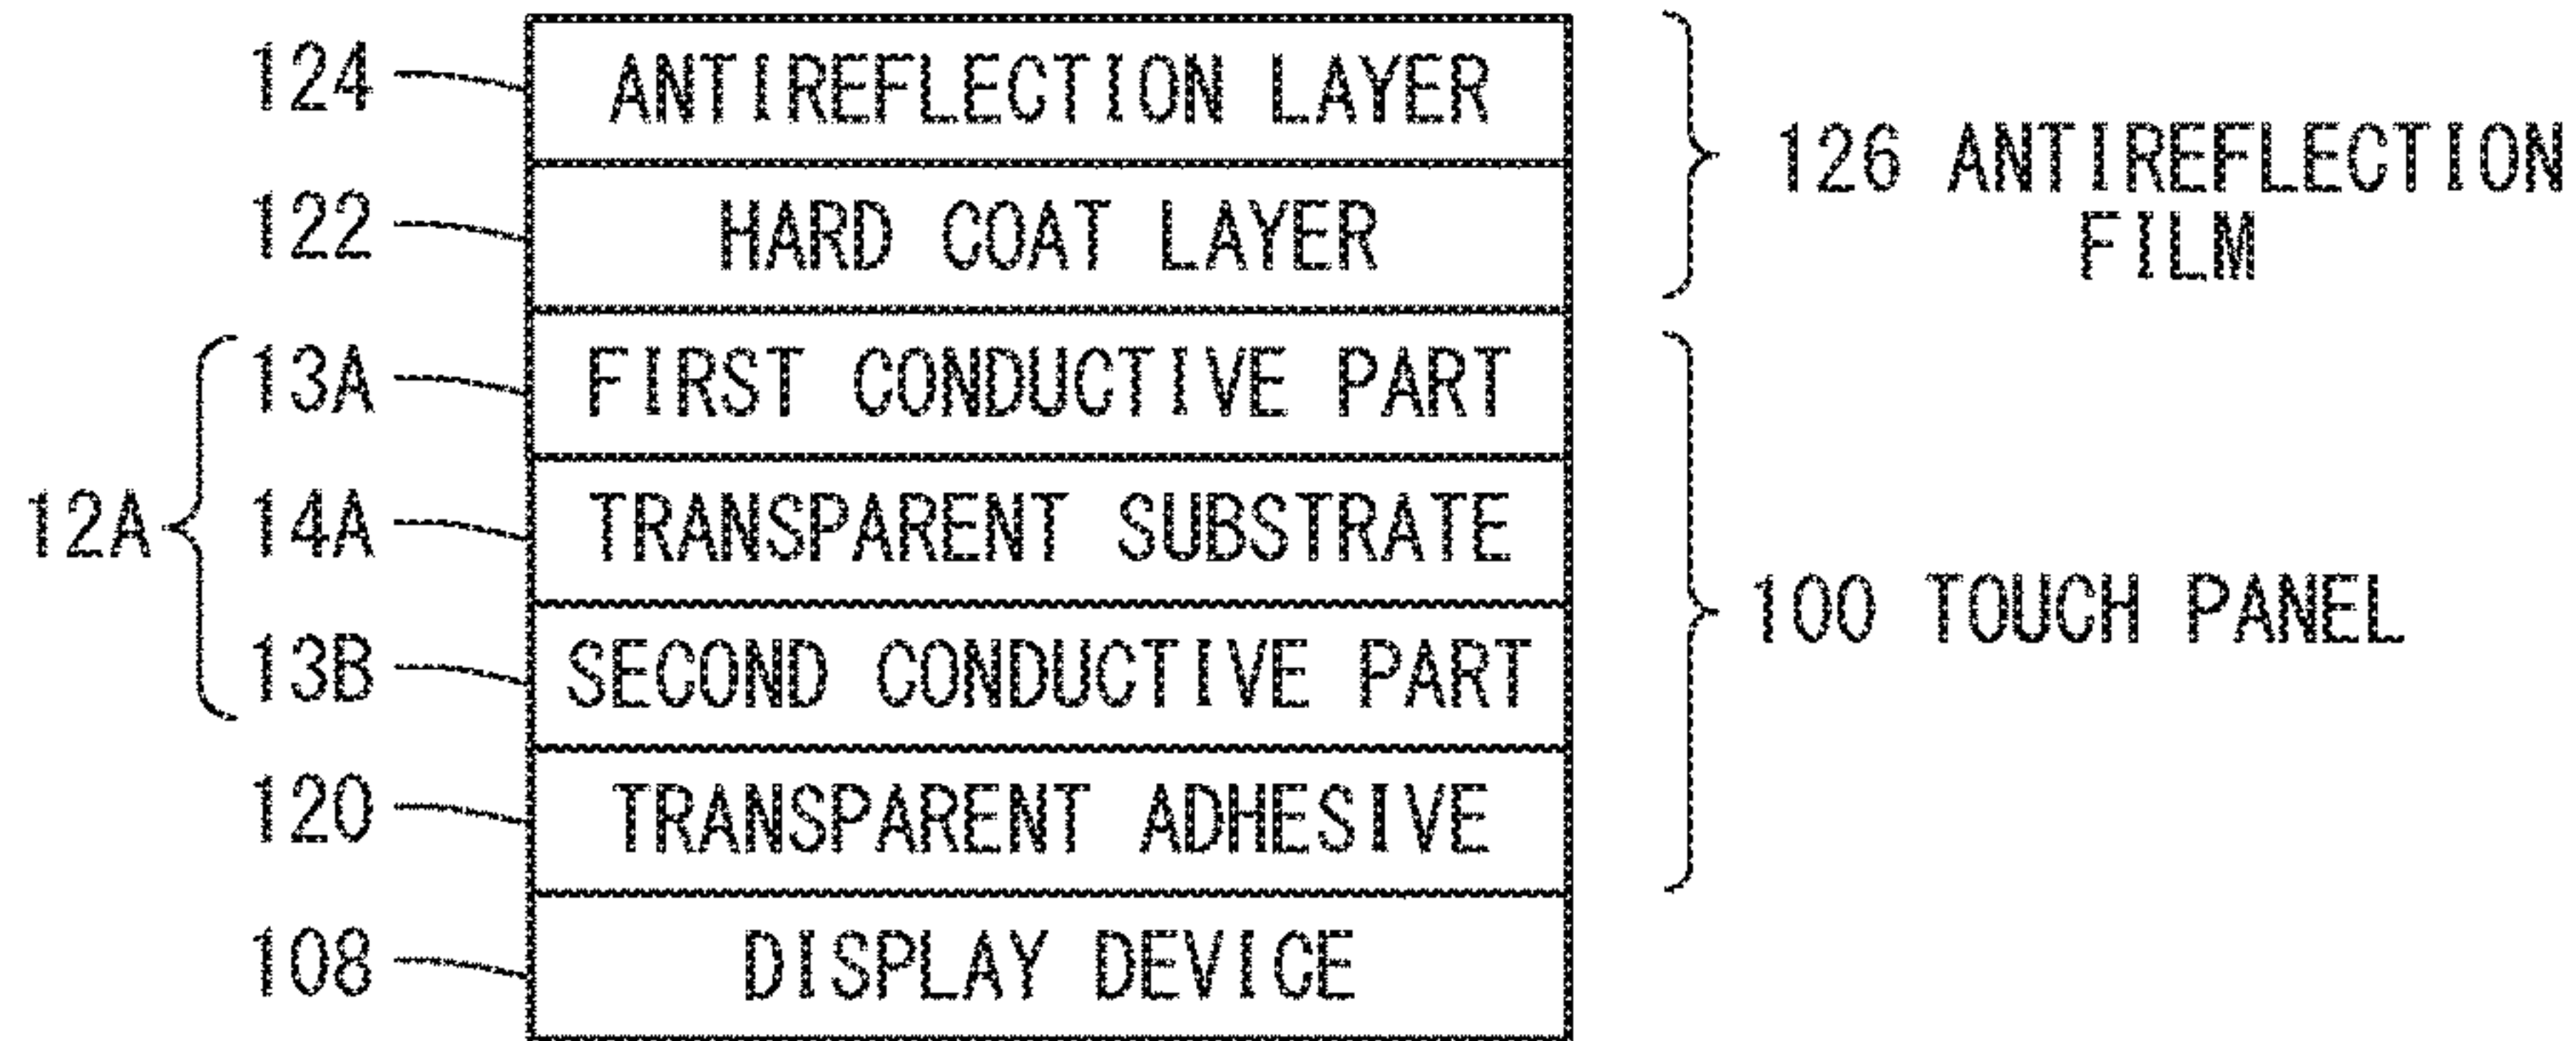 124 ANTIREFLECTION LAYER
122 HARD COAT LAYER
126 ANTIREFLECTION
FILM
13A FIRST CONDUCTIVE PART
12A 14A TRANSPARENT SUBSTRATE
13B SECOND CONDUCTIVE PART
100 TOUCH PANEL
120 TRANSPARENT ADHESIVE
108 DISPLAY DEVICE